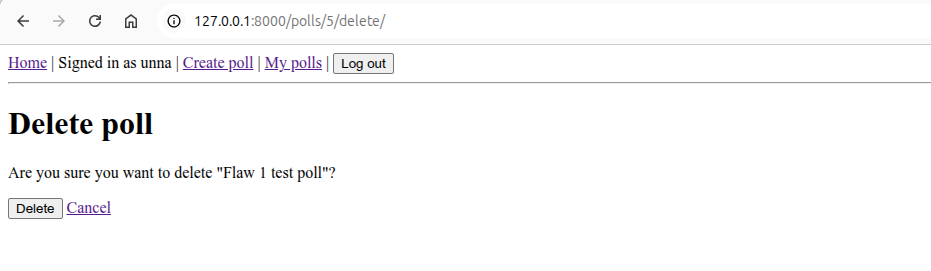 127.0.0.1:8000/polls/5/delete/
Home | Signed in as unna | Create poll | My polls | Log out
Delete poll
Are you sure you want to delete "Flaw 1 test poll"?
Delete Cancel